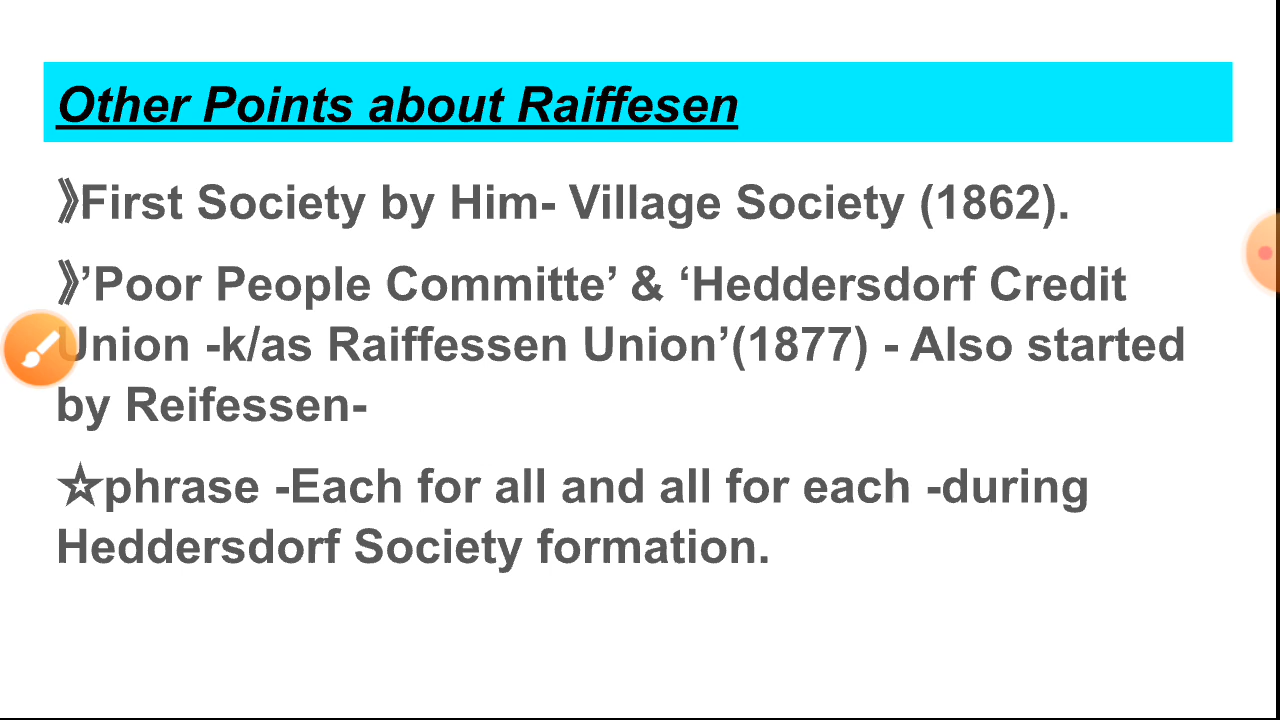 Other Points about Raiffesen
》First Society by Him- Village Society (1862).
》’Poor People Committe’ & ‘Heddersdorf Credit
Union -k/as Raiffessen Union’(1877) - Also started
by Reifessen-
☆phrase -Each for all and all for each -during
Heddersdorf Society formation.